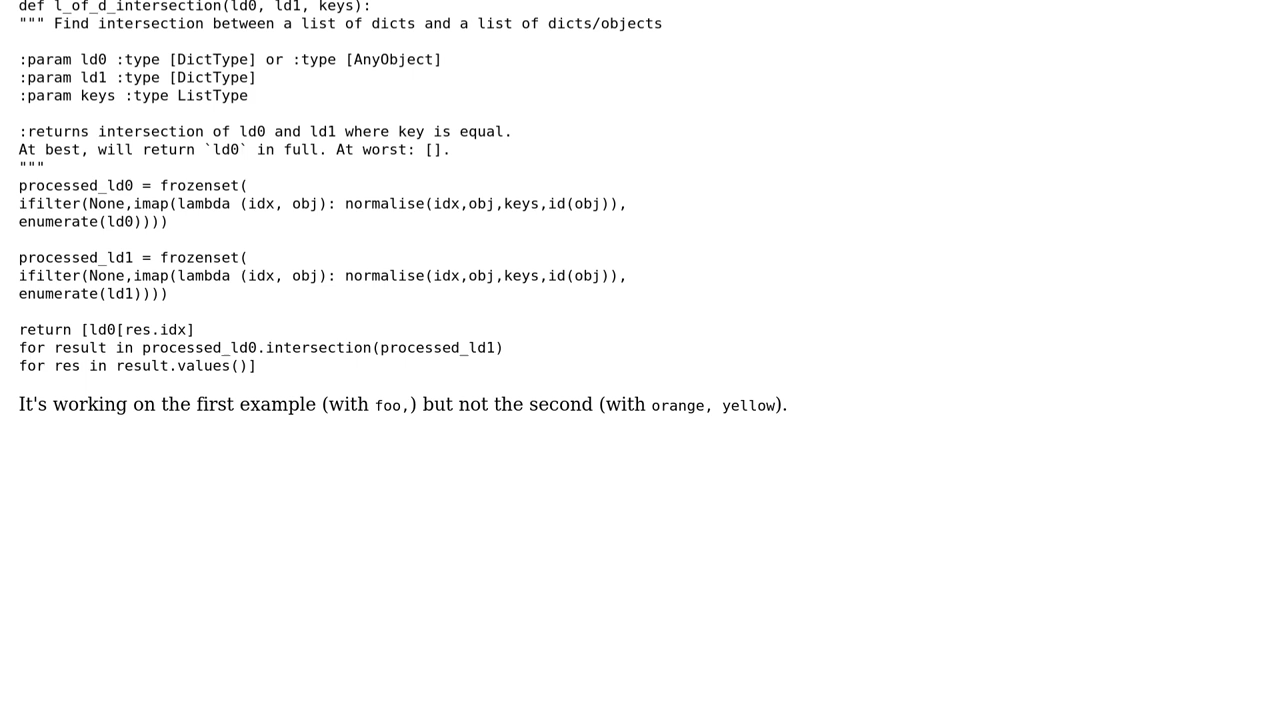 def l_of_d_intersection(ld0, ld1, keys):
""" Find intersection between a list of dicts and a list of dicts/objects
:param ld0 :type [DictType] or :type [AnyObject]
:param ld1 :type [DictType]
:param keys :type ListType
:returns intersection of ld0 and ld1 where key is equal.
At best, will return `ld0` in full. At worst: [].
"""
processed_ld0 = frozenset(
ifilter(None,imap(lambda (idx, obj): normalise(idx,obj,keys,id(obj)),
enumerate(ld0))))
processed_ld1 = frozenset(
ifilter(None,imap(lambda (idx, obj): normalise(idx,obj,keys,id(obj)),
enumerate(ld1))))
return [ld0[res.idx]
for result in processed_ld0.intersection(processed_ld1)
for res in result.values()]
It's working on the first example (with foo,) but not the second (with orange, yellow).